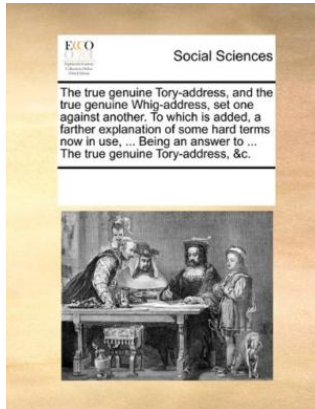 ECCO
Social Sciences
The true genuine Tory-address, and the
true genuine Whig-address, set one
against another. To which is added, a
farther explanation of some hard terms
now in use, ... Being an answer to ...
The true genuine Tory-address, &c.